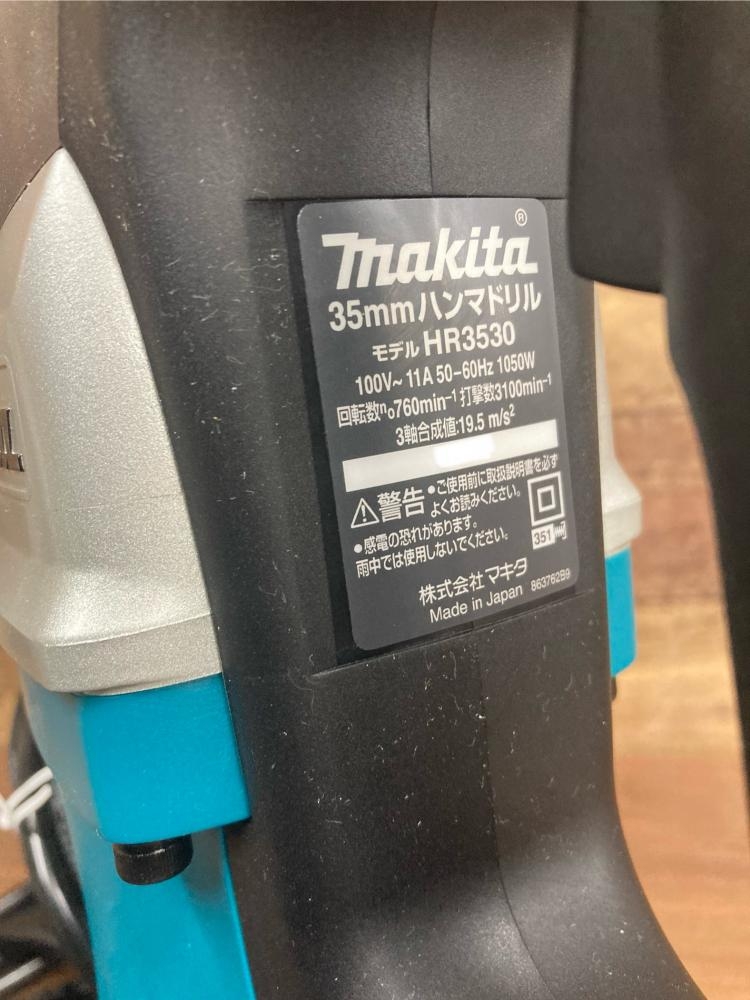 makita®
35mmハンマドリル
モデル HR3530
100V~ 11A 50-60Hz 1050W
回転数n₀760min⁻¹ 打撃数3100min⁻¹
3軸合成値:19.5 m/s²
⚠警告 ●ご使用前に取扱説明書を必ず
よくお読みください。
●感電の恐れがあります。
雨中では使用しないでください。
351
株式会社マキタ
Made in Japan 863762B9